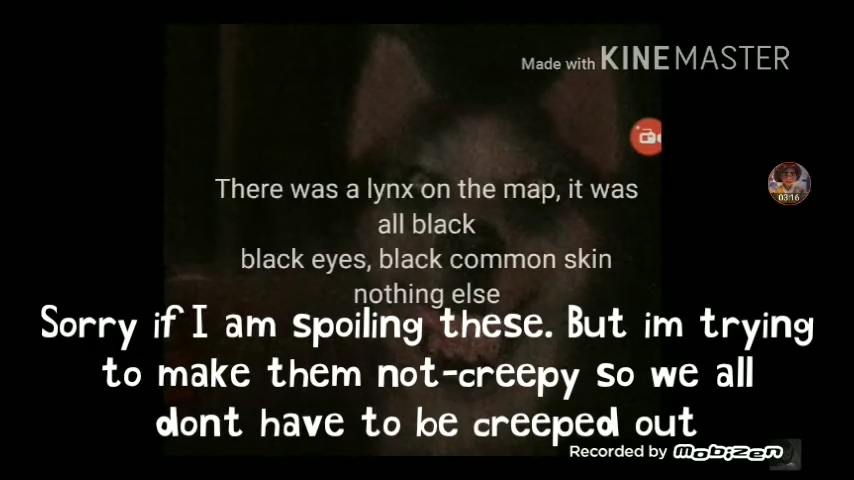 Made with KINEMASTER
There was a lynx on the map, it was
all black
black eyes, black common skin
nothing else
03:16
Sorry if I am spoiling these. But im trying
to make them not-creepy so we all
dont have to be creeped out
Recorded by mobizen